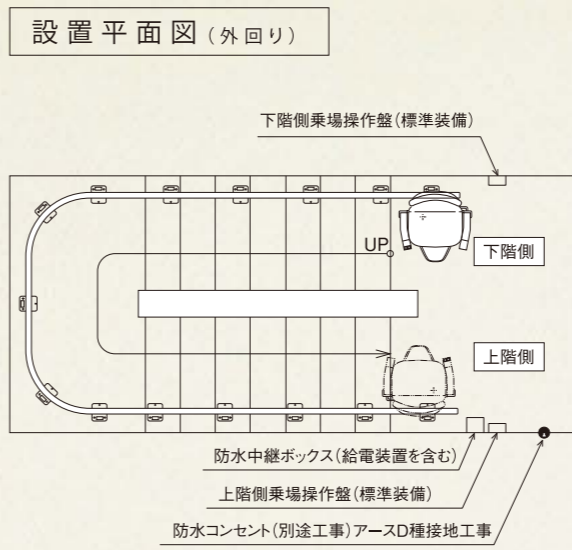 設置平面図(外回り)
下階側乗場操作盤(標準装備)
UP
下階側
上階側
防水中継ボックス(給電装置を含む)
上階側乗場操作盤(標準装備)
防水コンセント(別途工事)アースD種接地工事